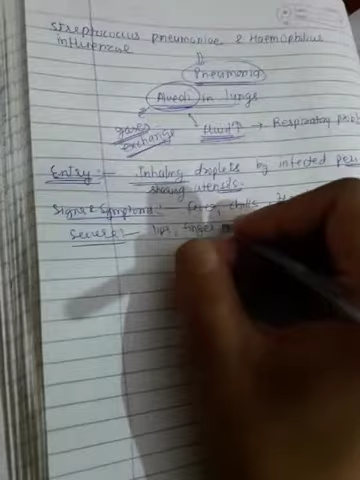 Streptococcus pneumoniae & Haemophilus
influenzae
Pneumonia
Alveoli in lungs
gases exchange
fluid ↑ → Respiratory
Entry :- Inhaling droplets by infected
sharing utensils.
Signs & Symptoms :- fever, chills
Severe :- lips, finger